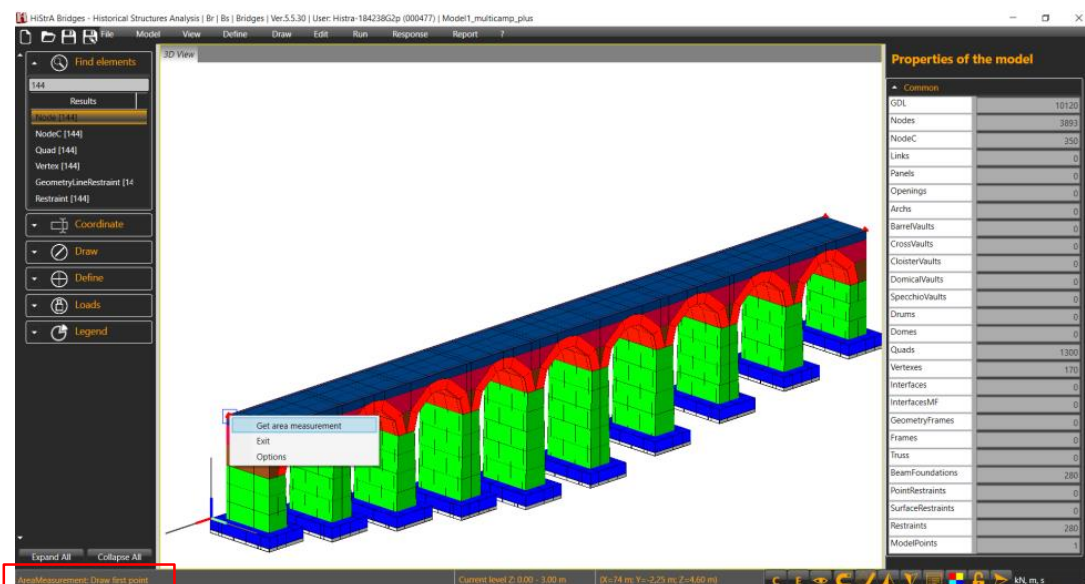 HiStrA Bridges - Historical Structures Analysis | Br | Bs | Bridges | Ver.5.5.30 | User: Histra-184238G2p (000477) | Model1_multicamp_plus
File Model View Define Draw Edit Run Response Report ?
Find elements
144
Results
Node [144]
NodeC [144]
Quad [144]
Vertex [144]
GeometryLineRestraint [14
Restraint [144]
Coordinate
Draw
Define
Loads
Legend
Expand All Collapse All
3D View
Get area measurement
Exit
Options
Properties of the model
Common
GDL 10120
Nodes 3893
NodeC 350
Links 0
Panels 0
Openings 0
Archs 0
BarrelVaults 0
CrossVaults 0
CloisterVaults 0
DomicalVaults 0
SpecchioVaults 0
Drums 0
Domes 0
Quads 1300
Vertexes 170
Interfaces 0
InterfacesMF 0
GeometryFrames 0
Frames 0
Truss 0
BeamFoundations 280
PointRestraints 0
SurfaceRestraints 0
Restraints 280
ModelPoints 1
AreaMeasurement: Draw first point
Current level Z: 0.00 - 3.00 m
(X=74 m; Y=-2,25 m; Z=4,60 m)
C F
kN, m, s